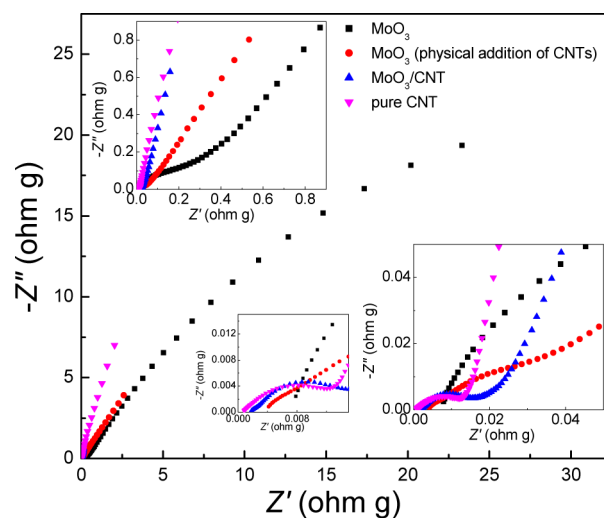 25
20
15
10
5
0
-Z″ (ohm g)
0 5 10 15 20 25 30
Z′ (ohm g)
MoO₃
MoO₃ (physical addition of CNTs)
MoO₃/CNT
pure CNT
0.8
0.6
0.4
0.2
0.0
-Z″ (ohm g)
0.0 0.2 0.4 0.6 0.8
Z′ (ohm g)
0.012
0.008
0.004
0.000
-Z″ (ohm g)
0.000 0.008
Z′ (ohm g)
0.04
0.02
0.00
-Z″ (ohm g)
0.00 0.02 0.04
Z′ (ohm g)